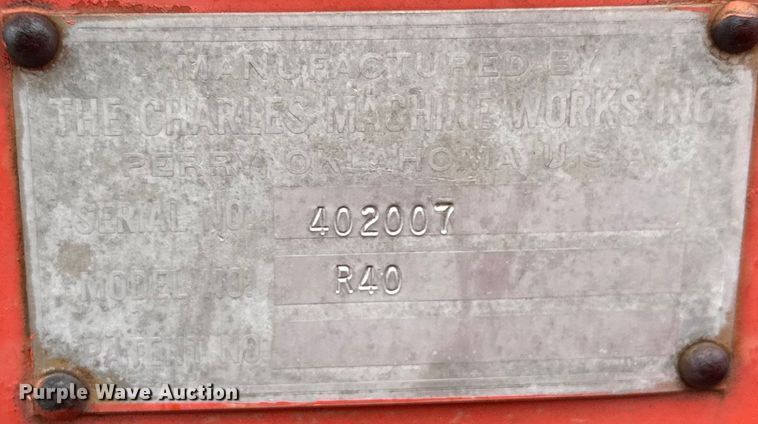 MANUFACTURED BY
THE CHARLES MACHINE WORKS INC.
PERRY, OKLAHOMA, U.S.A.
SERIAL NO. 402007
MODEL NO. R40
PATENT NO.
Purple Wave Auction